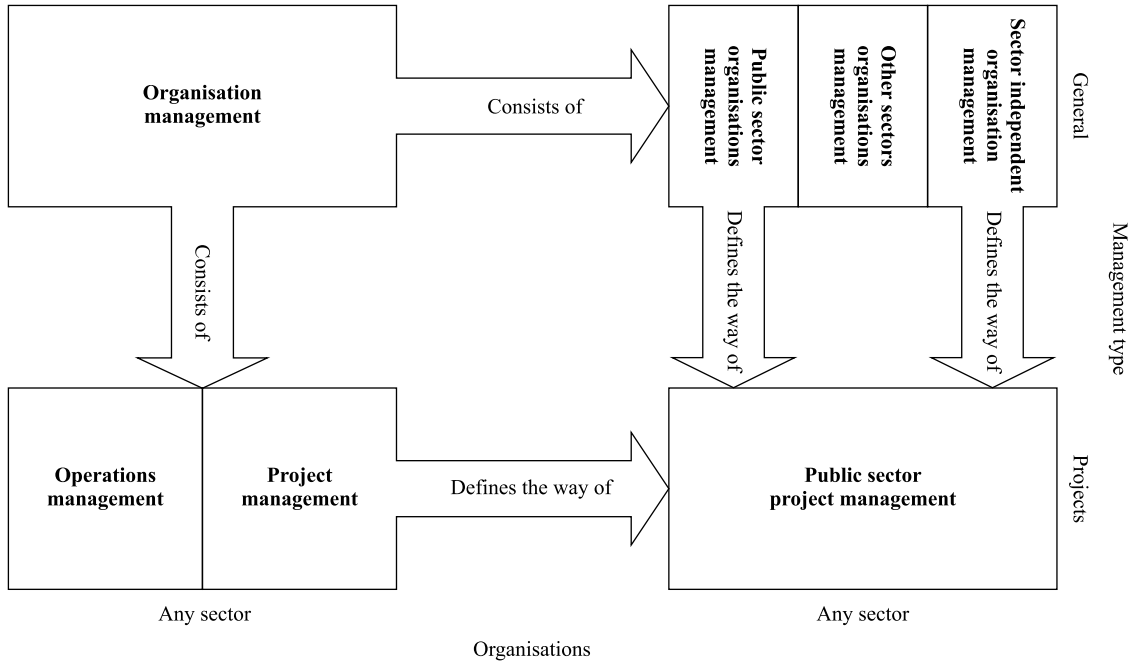 Organisation
management
Consists of
Public sector
organisations
management
Other sectors
organisations
management
Sector independent
organisation
management
General
Consists of
Defines the way of
Defines the way of
Management type
Operations
management
Project
management
Defines the way of
Public sector
project management
Projects
Any sector
Any sector
Organisations